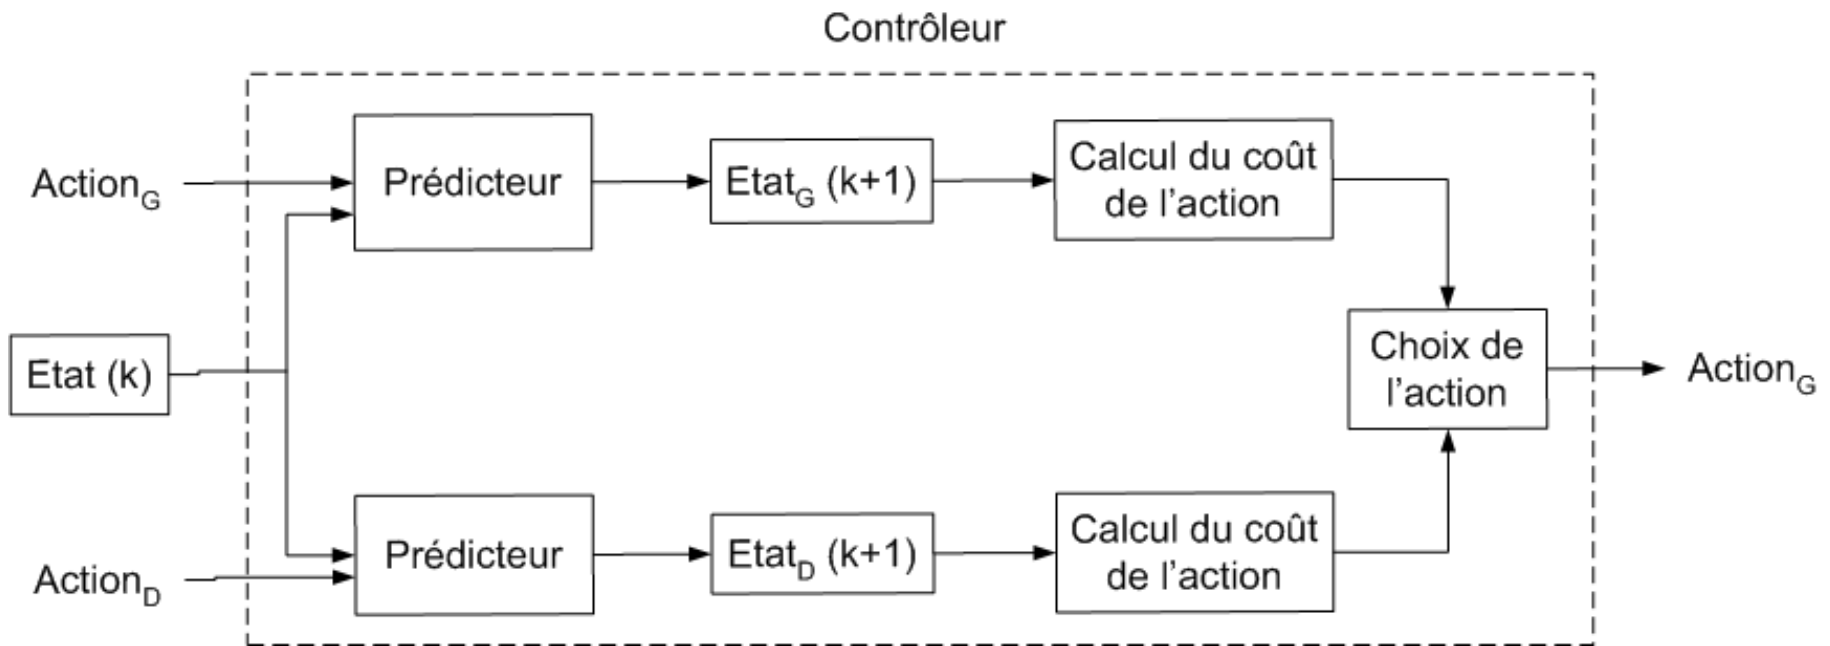 Contrôleur
Action_G
Prédicteur
Etat_G (k+1)
Calcul du coût
de l'action
Etat (k)
Choix de
l'action
Action_G
Action_D
Prédicteur
Etat_D (k+1)
Calcul du coût
de l'action